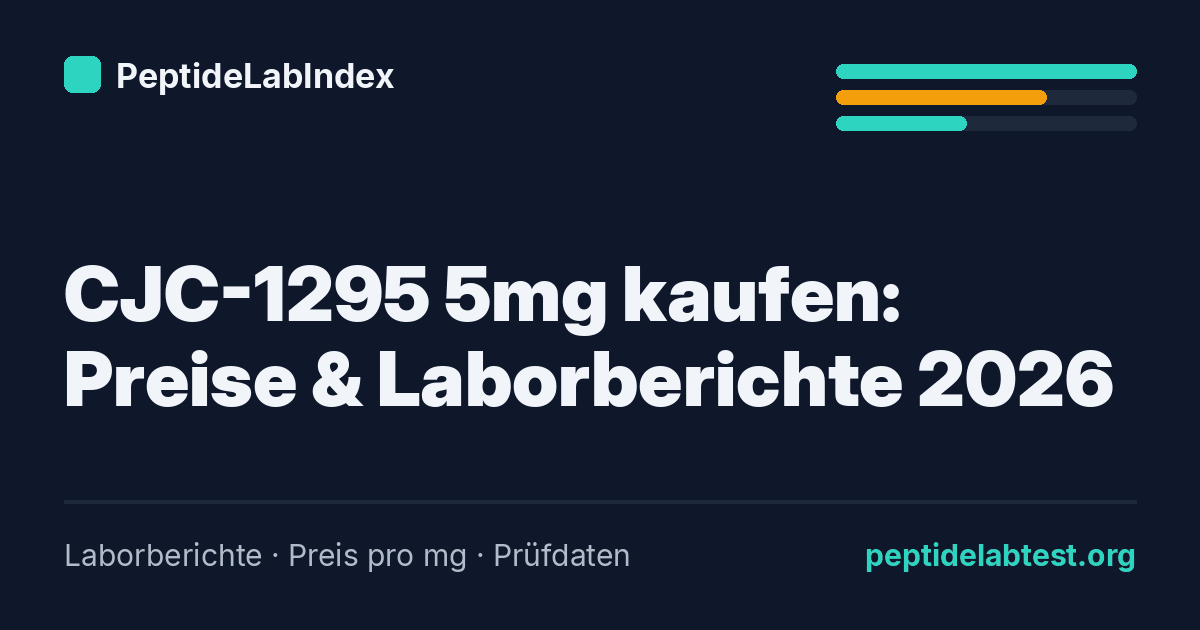 PeptideLabIndex
CJC-1295 5mg kaufen:
Preise & Laborberichte 2026
Laborberichte · Preis pro mg · Prüfdaten
peptidelabtest.org